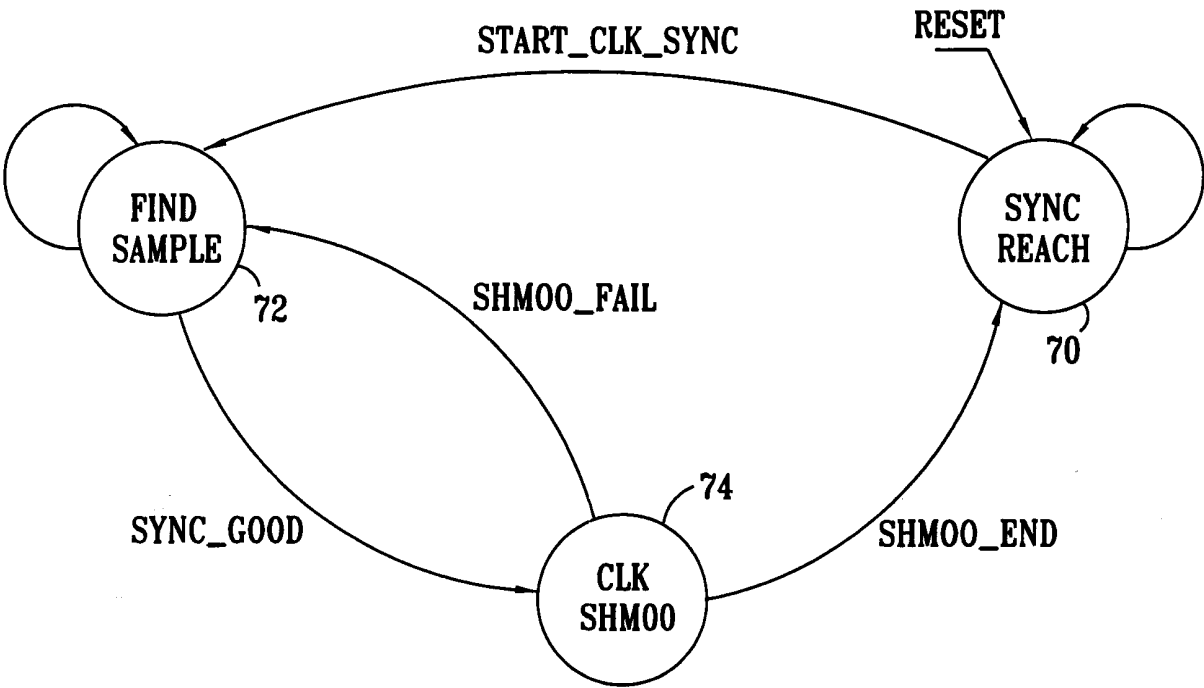 RESET
START_CLK_SYNC
FIND
SAMPLE
SYNC
REACH
72
SHMOO_FAIL
70
74
SYNC_GOOD
SHMOO_END
CLK
SHMOO